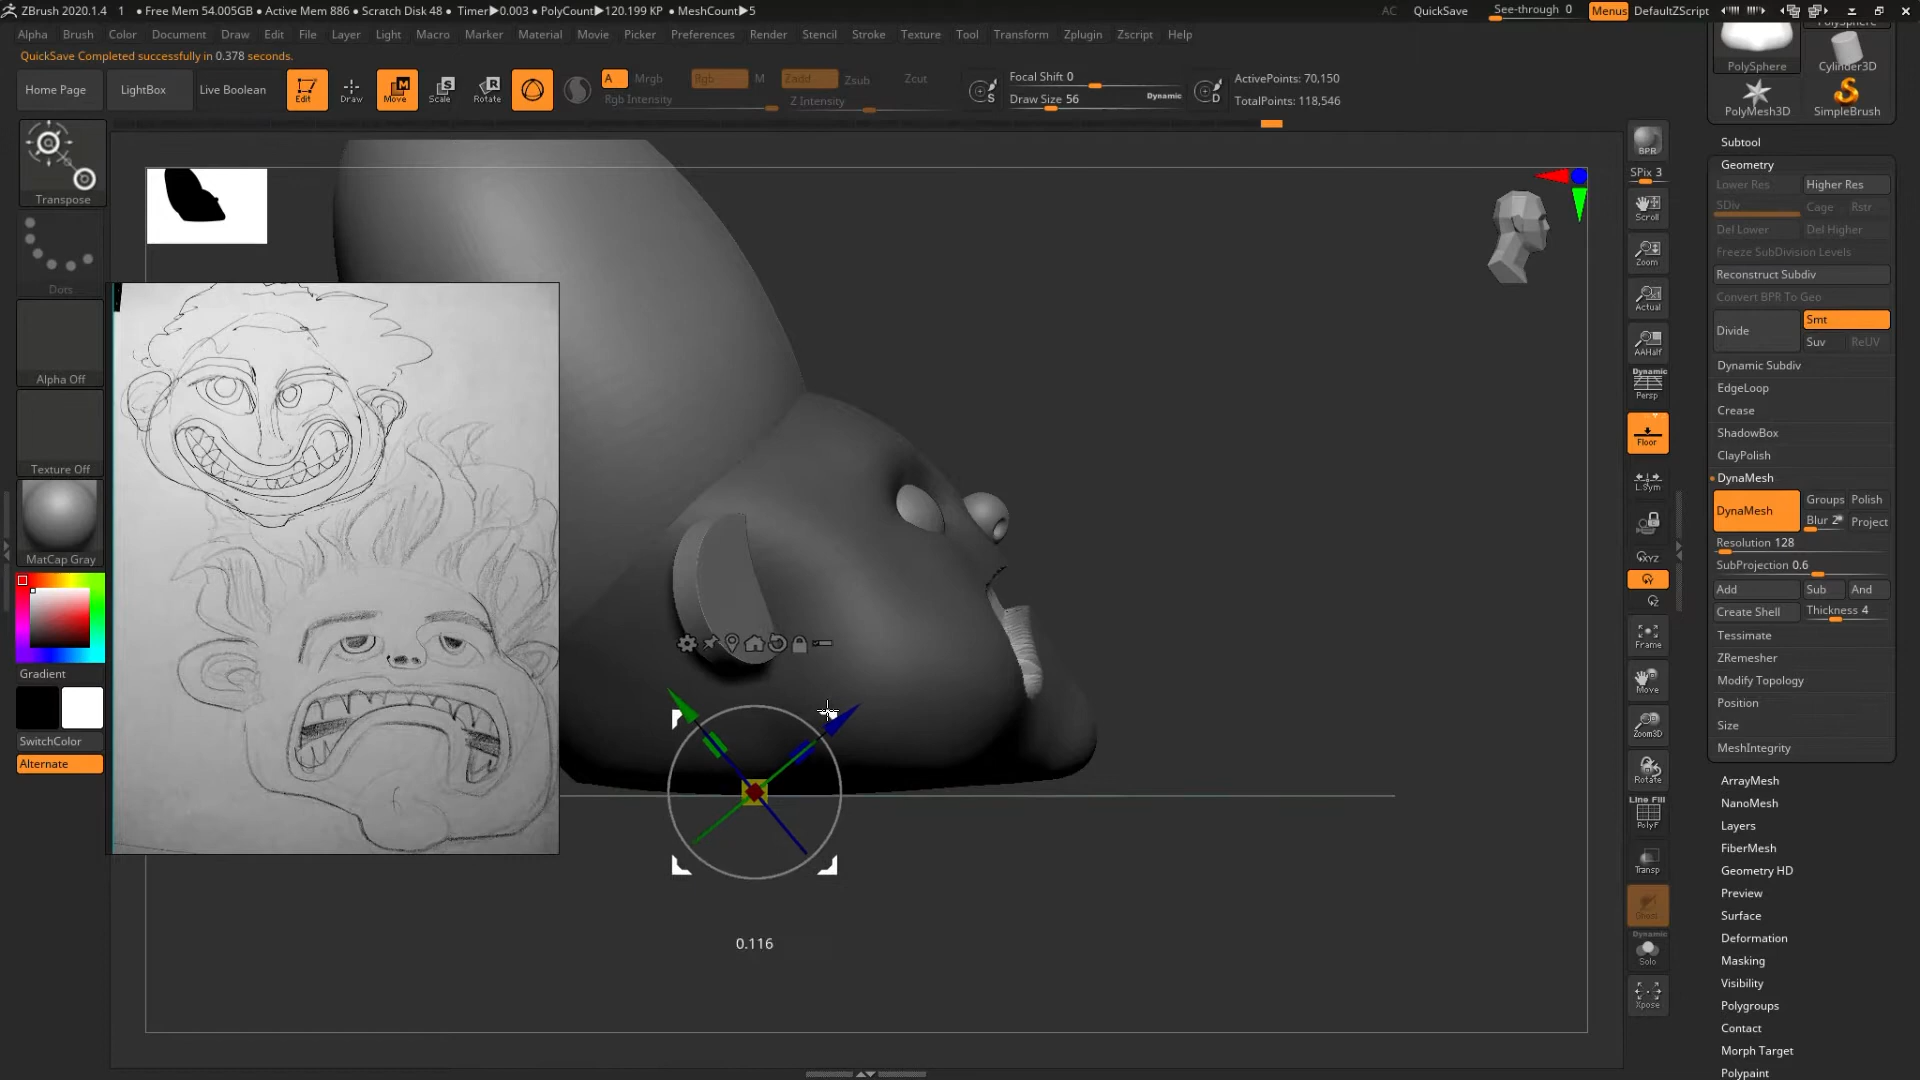 ZBrush 2020.1.4 1 ● Free Mem 54.005GB ● Active Mem 886 ● Scratch Disk 48 ● Timer▶0.003 ● PolyCount▶120.199 KP ● MeshCount▶5
AC QuickSave See-through 0 Menus DefaultZScript
Alpha Brush Color Document Draw Edit File Layer Light Macro Marker Material Movie Picker Preferences Render Stencil Stroke Texture Tool Transform Zplugin Zscript Help
QuickSave Completed successfully in 0.378 seconds.
Home Page LightBox Live Boolean
Edit Draw Move Scale Rotate
A Mrgb Rgb M Zadd Zsub Zcut
Rgb Intensity Z Intensity
Focal Shift 0
Draw Size 56 Dynamic
ActivePoints: 70,150
TotalPoints: 118,546
Transpose
Dots
Alpha Off
Texture Off
MatCap Gray
Gradient
SwitchColor
Alternate
0.116
BPR
SPix 3
Scroll
Zoom
Actual
AAHalf
Dynamic
Persp
Floor
L.Sym
XYZ
Frame
Move
Zoom3D
Rotate
Line Fill
PolyF
Transp
Ghost
Dynamic
Solo
Xpose
PolySphere
PolySphere Cylinder3D
PolyMesh3D SimpleBrush
Subtool
Geometry
Lower Res Higher Res
SDiv Cage Rstr
Del Lower Del Higher
Freeze SubDivision Levels
Reconstruct Subdiv
Convert BPR To Geo
Divide Smt
Suv ReUV
Dynamic Subdiv
EdgeLoop
Crease
ShadowBox
ClayPolish
DynaMesh
DynaMesh Groups Polish
Blur 2 Project
Resolution 128
SubProjection 0.6
Add Sub And
Create Shell Thickness 4
Tessimate
ZRemesher
Modify Topology
Position
Size
MeshIntegrity
ArrayMesh
NanoMesh
Layers
FiberMesh
Geometry HD
Preview
Surface
Deformation
Masking
Visibility
Polygroups
Contact
Morph Target
Polypaint